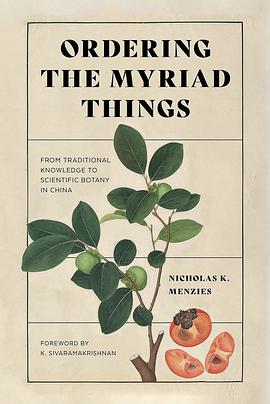 ORDERING
THE MYRIAD
THINGS
FROM TRADITIONAL
KNOWLEDGE TO
SCIENTIFIC BOTANY
IN CHINA
NICHOLAS K.
MENZIES
FOREWORD BY
K. SIVARAMAKRISHNAN